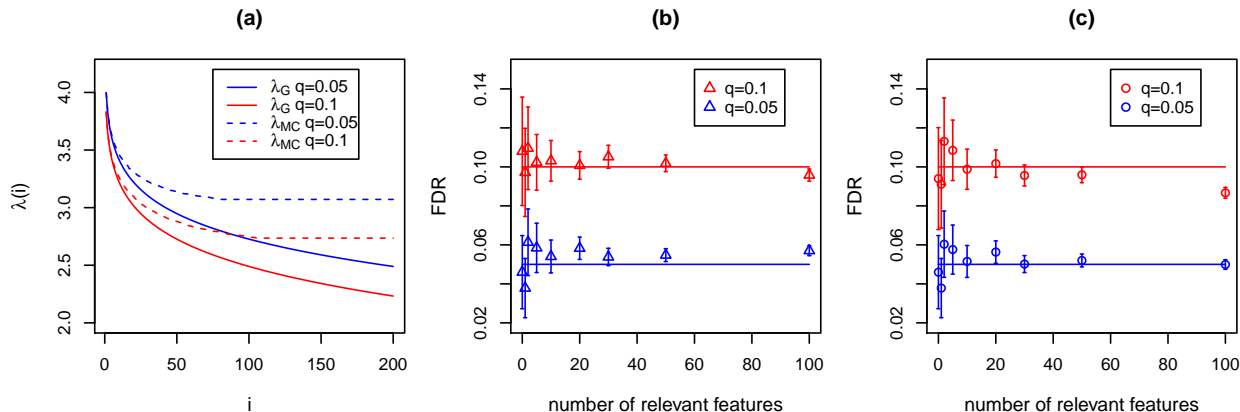 (a)
λ(i)
4.0
3.5
3.0
2.5
2.0
0
50
100
150
200
i
λG q=0.05
λG q=0.1
λMC q=0.05
λMC q=0.1
(b)
FDR
0.14
0.10
0.06
0.02
0
20
40
60
80
100
number of relevant features
q=0.1
q=0.05
(c)
FDR
0.14
0.10
0.06
0.02
0
20
40
60
80
100
number of relevant features
q=0.1
q=0.05